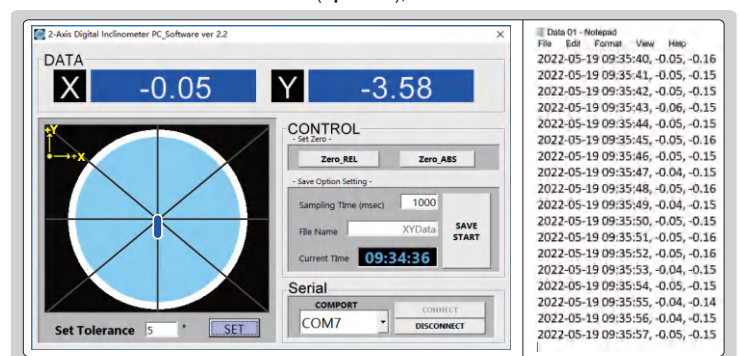 2-Axis Digital Inclinometer PC_Software ver 2.2
DATA
X -0.05 Y -3.58
+Y
+X
Set Tolerance 5 ° SET
CONTROL
- Set Zero -
Zero_REL Zero_ABS
- Save Option Setting -
Sampling TIme (msec) 1000
FIle Name XYData
Current TIme 09:34:36
SAVE
START
Serial
COMPORT
COM7
CONNECT
DISCONNECT
Data 01 - Notepad
File Edit Format View Help
2022-05-19 09:35:40, -0.05, -0.16
2022-05-19 09:35:41, -0.05, -0.15
2022-05-19 09:35:42, -0.05, -0.15
2022-05-19 09:35:43, -0.06, -0.15
2022-05-19 09:35:44, -0.05, -0.15
2022-05-19 09:35:45, -0.05, -0.16
2022-05-19 09:35:46, -0.05, -0.15
2022-05-19 09:35:47, -0.04, -0.15
2022-05-19 09:35:48, -0.05, -0.16
2022-05-19 09:35:49, -0.04, -0.15
2022-05-19 09:35:50, -0.05, -0.15
2022-05-19 09:35:51, -0.05, -0.16
2022-05-19 09:35:52, -0.05, -0.16
2022-05-19 09:35:53, -0.04, -0.15
2022-05-19 09:35:54, -0.05, -0.15
2022-05-19 09:35:55, -0.04, -0.14
2022-05-19 09:35:56, -0.04, -0.15
2022-05-19 09:35:57, -0.05, -0.15